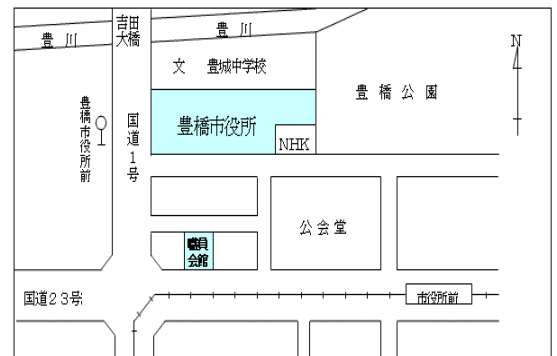 吉田
大橋
豊川
豊川
文 豊城中学校
N
豊橋公園
豊橋市役所前
国道1号
豊橋市役所
NHK
公会堂
職員
会館
国道23号
市役所前